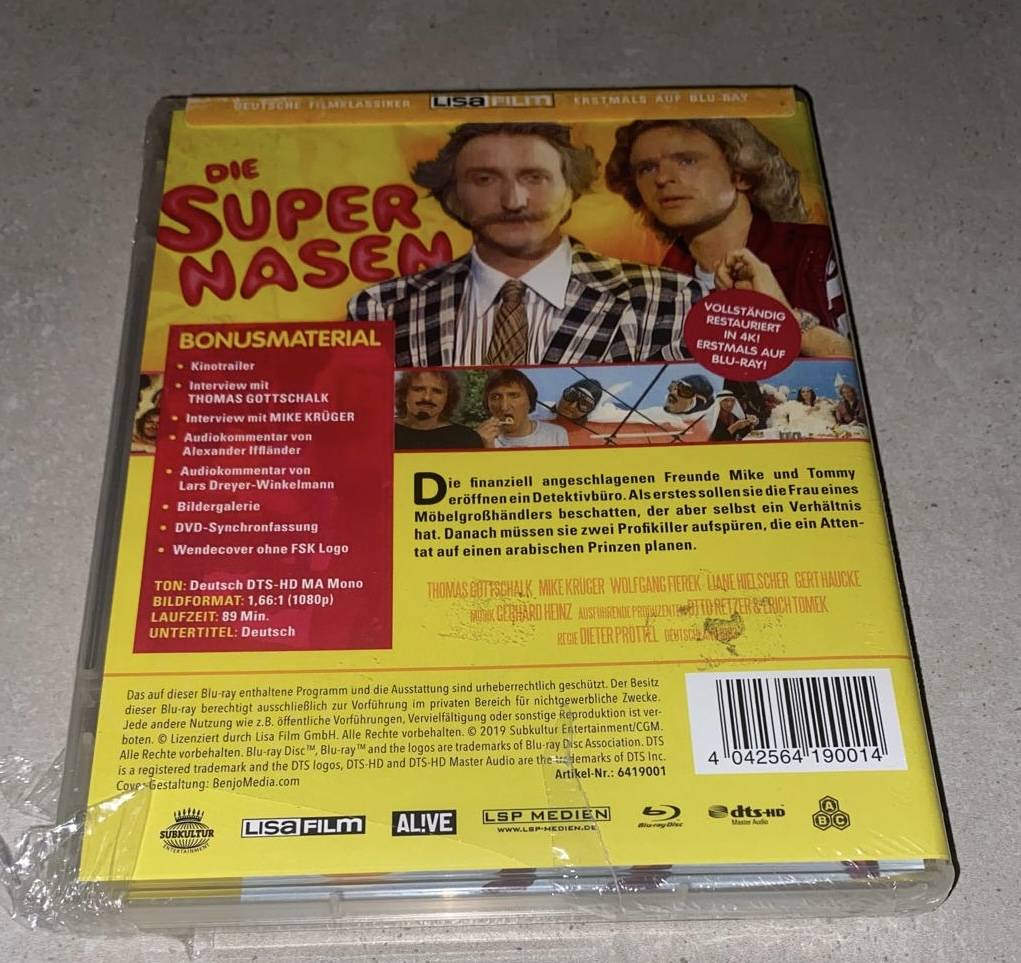 DEUTSCHE FILMKLASSIKER LISA FILM ERSTMALS AUF BLU-RAY
DIE
SUPER
NASEN
VOLLSTÄNDIG
RESTAURIERT
IN 4K!
ERSTMALS AUF
BLU-RAY!
BONUSMATERIAL
• Kinotrailer
• Interview mit
THOMAS GOTTSCHALK
• Interview mit MIKE KRÜGER
• Audiokommentar von
Alexander Iffländer
• Audiokommentar von
Lars Dreyer-Winkelmann
• Bildergalerie
• DVD-Synchronfassung
• Wendecover ohne FSK Logo
TON: Deutsch DTS-HD MA Mono
BILDFORMAT: 1,66:1 (1080p)
LAUFZEIT: 89 Min.
UNTERTITEL: Deutsch
Die finanziell angeschlagenen Freunde Mike und Tommy
eröffnen ein Detektivbüro. Als erstes sollen sie die Frau eines
Möbelgroßhändlers beschatten, der aber selbst ein Verhältnis
hat. Danach müssen sie zwei Profikiller aufspüren, die ein Atten-
tat auf einen arabischen Prinzen planen.
THOMAS GOTTSCHALK MIKE KRÜGER WOLFGANG FIEREK LIANE HIELSCHER GERT HAUCKE
MUSIK GERHARD HEINZ AUSFÜHRENDE PRODUZENTEN OTTO RETZER & ERICH TOMEK
REGIE DIETER PRÖTTEL
Das auf dieser Blu-ray enthaltene Programm und die Ausstattung sind urheberrechtlich geschützt. Der Besitz
dieser Blu-ray berechtigt ausschließlich zur Vorführung im privaten Bereich für nichtgewerbliche Zwecke.
Jede andere Nutzung wie z.B. öffentliche Vorführungen, Vervielfältigung oder sonstige Reproduktion ist ver-
boten. © Lizenziert durch Lisa Film GmbH. Alle Rechte vorbehalten. © 2019 Subkultur Entertainment/CGM.
Alle Rechte vorbehalten. Blu-ray Disc™, Blu-ray™ and the logos are trademarks of Blu-ray Disc Association. DTS
is a registered trademark and the DTS logos, DTS-HD and DTS-HD Master Audio are the trademarks of DTS Inc.
Cover Gestaltung: BenjoMedia.com
Artikel-Nr.: 6419001
4 042564 190014
SUBKULTUR
ENTERTAINMENT
LISA FILM
AL!VE
LSP MEDIEN
WWW.LSP-MEDIEN.DE
Blu-ray Disc
dts-HD
Master Audio
A
B C